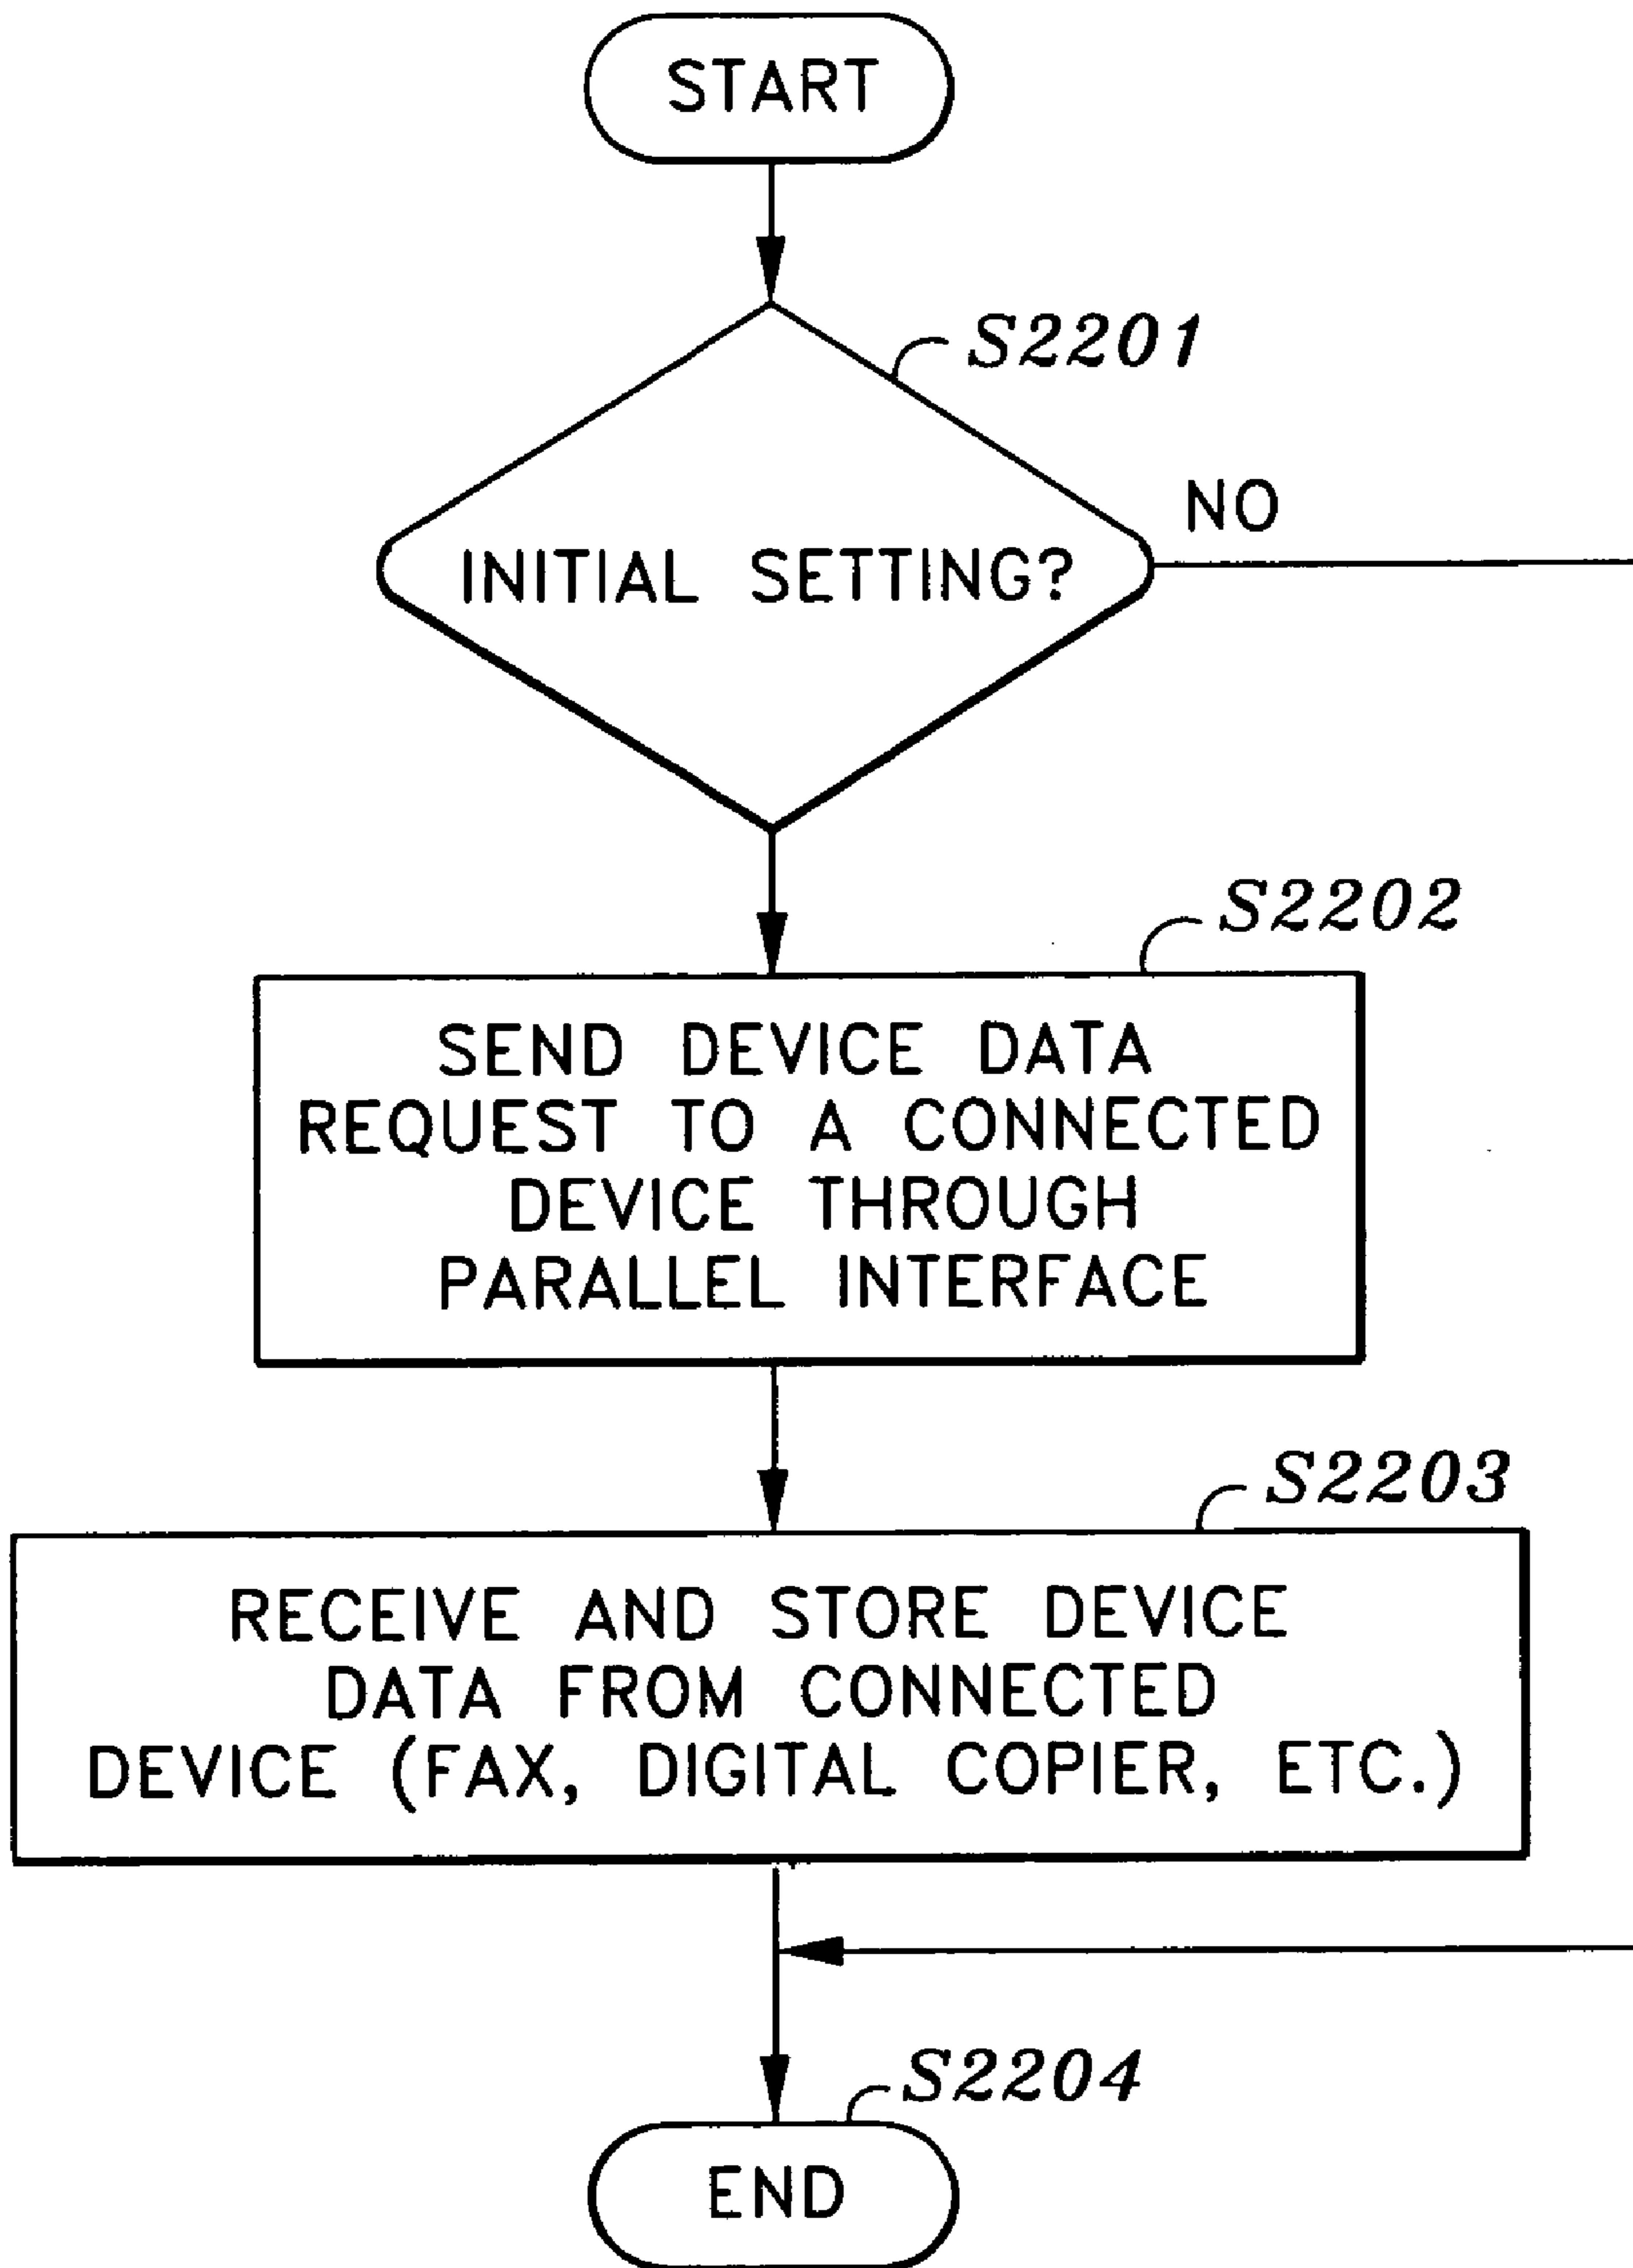 START
S2201
NO
INITIAL SETTING?
S2202
SEND DEVICE DATA
REQUEST TO A CONNECTED
DEVICE THROUGH
PARALLEL INTERFACE
S2203
RECEIVE AND STORE DEVICE
DATA FROM CONNECTED
DEVICE (FAX, DIGITAL COPIER, ETC.)
S2204
END